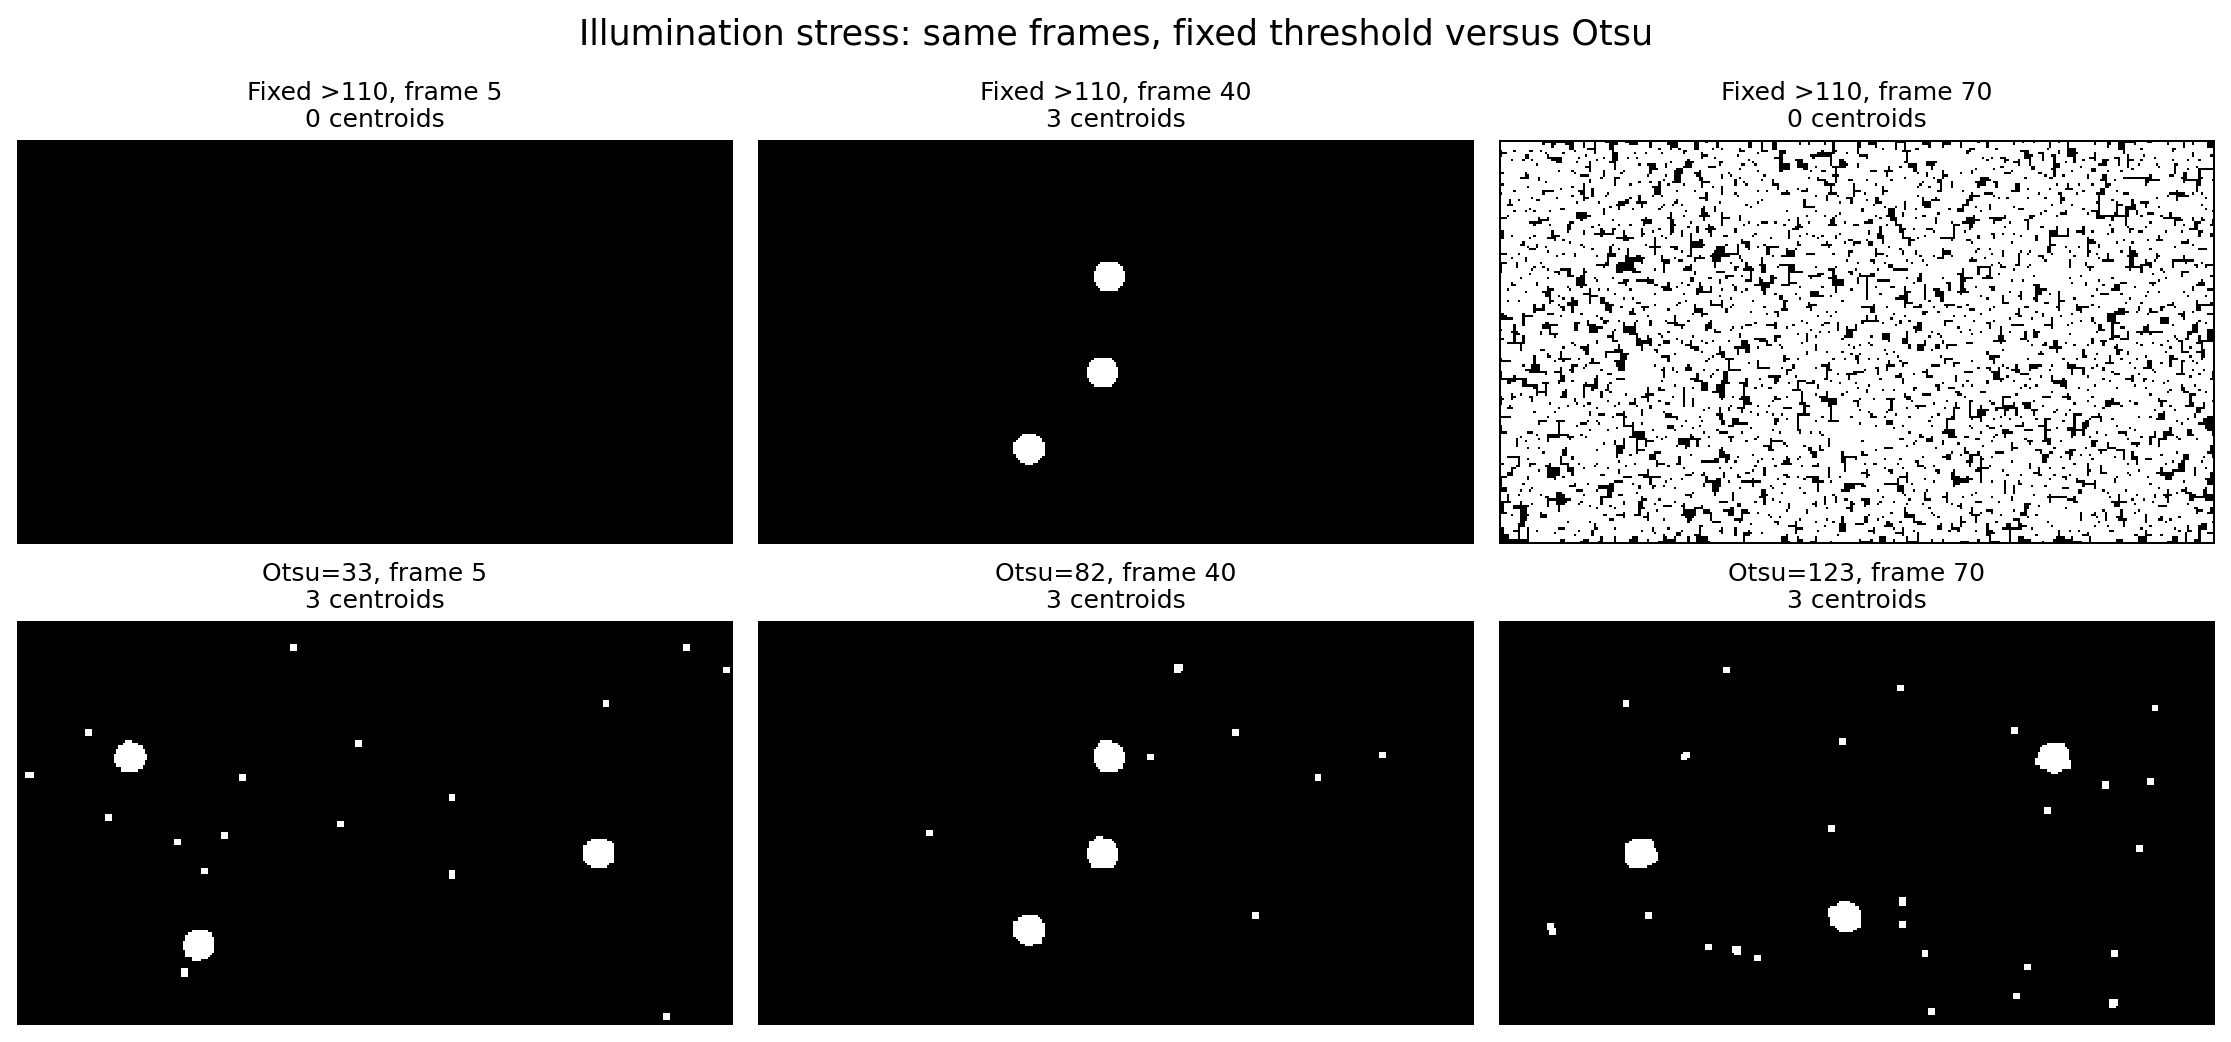 Illumination stress: same frames, fixed threshold versus Otsu
Fixed >110, frame 5
0 centroids
Fixed >110, frame 40
3 centroids
Fixed >110, frame 70
0 centroids
Otsu=33, frame 5
3 centroids
Otsu=82, frame 40
3 centroids
Otsu=123, frame 70
3 centroids